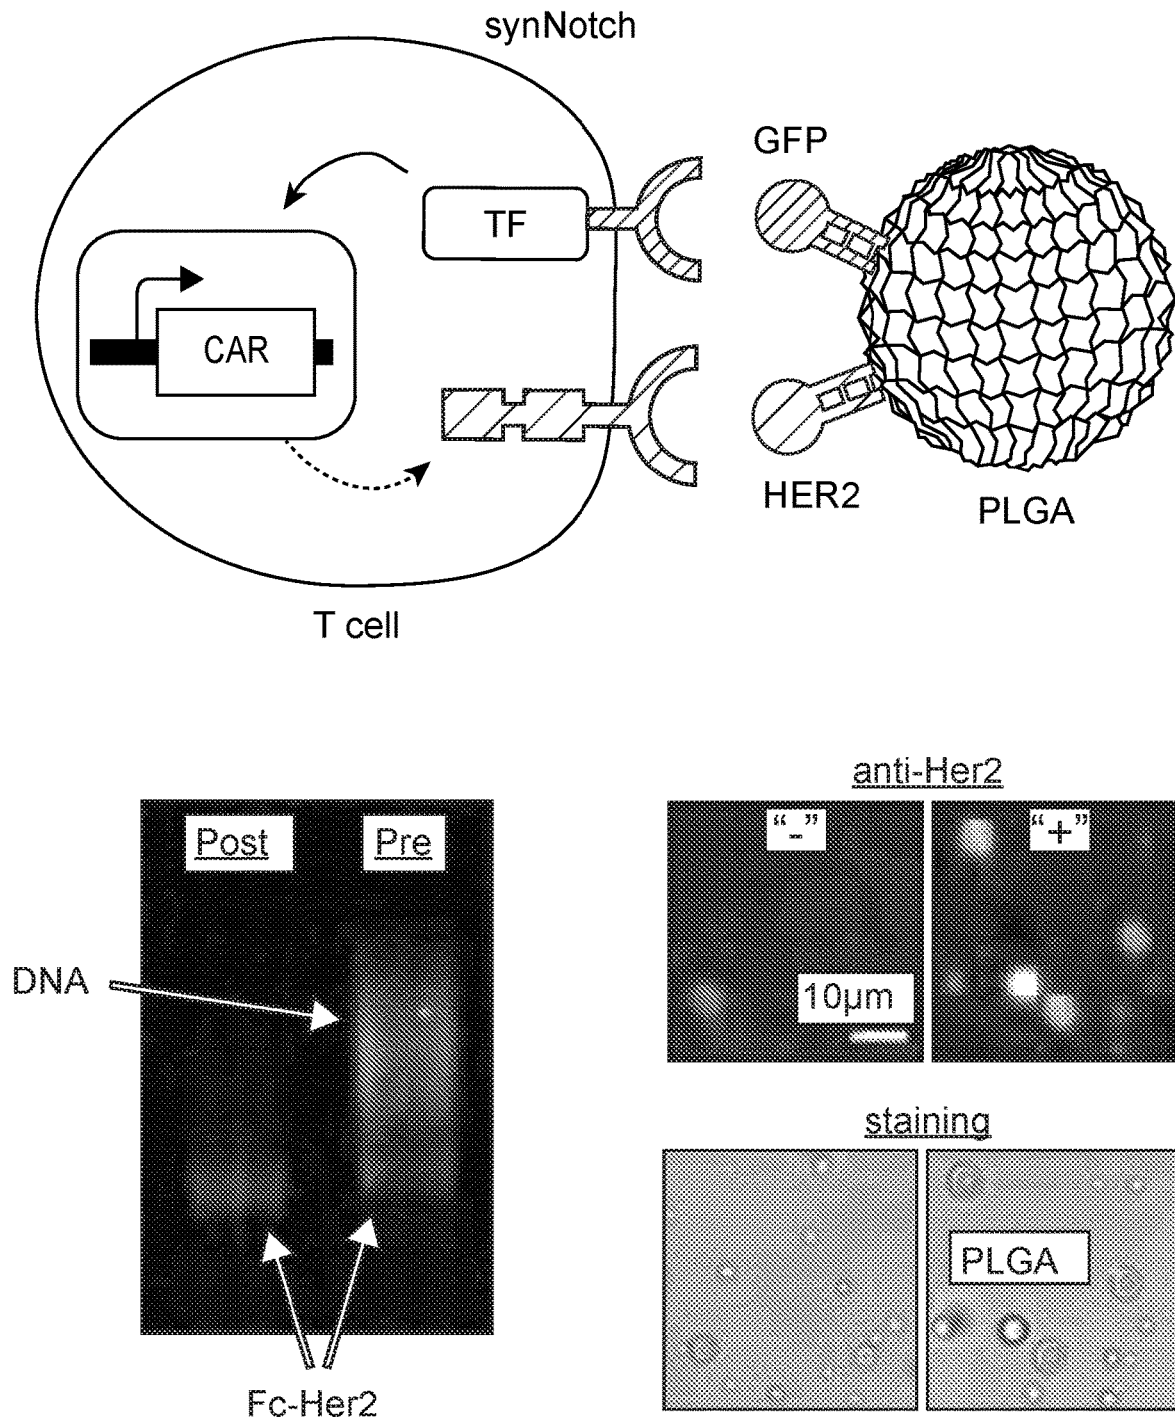 synNotch
GFP
TF
CAR
HER2
PLGA
T cell
anti-Her2
Post
Pre
“-”
“+”
DNA
10µm
staining
PLGA
Fc-Her2